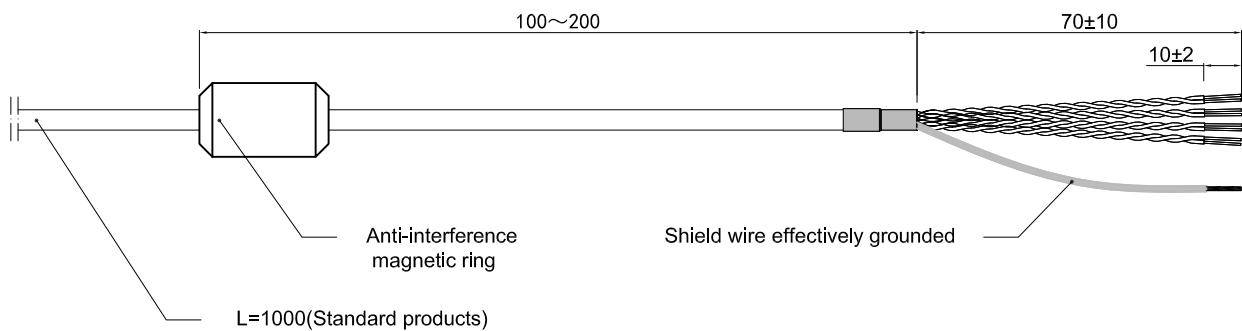 100～200
70±10
10±2
Anti-interference
magnetic ring
Shield wire effectively grounded
L=1000(Standard products)